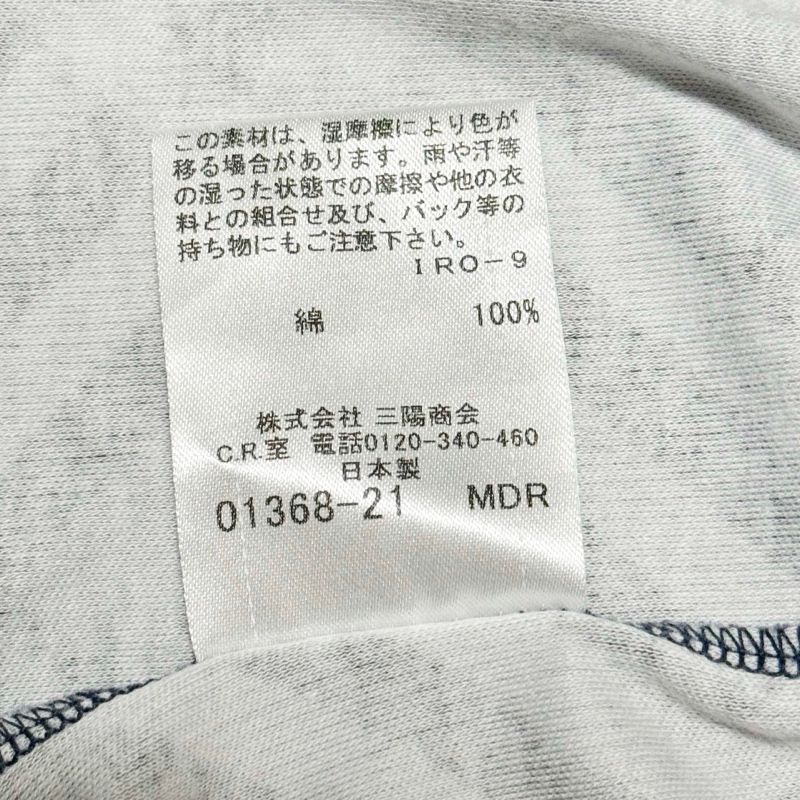 この素材は、湿摩擦により色が
移る場合があります。雨や汗等
の湿った状態での摩擦や他の衣
料との組合せ及び、バック等の
持ち物にもご注意下さい。
IRO-9
綿 100%
株式会社 三陽商会
C.R.室 電話0120-340-460
日本製
01368-21 MDR